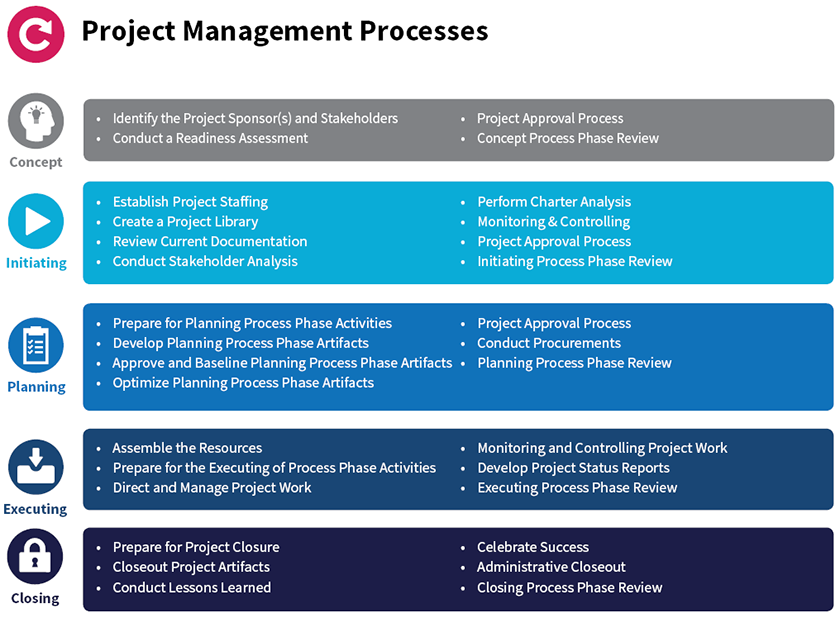 Project Management Processes
Concept
• Identify the Project Sponsor(s) and Stakeholders
• Conduct a Readiness Assessment
• Project Approval Process
• Concept Process Phase Review
Initiating
• Establish Project Staffing
• Create a Project Library
• Review Current Documentation
• Conduct Stakeholder Analysis
• Perform Charter Analysis
• Monitoring & Controlling
• Project Approval Process
• Initiating Process Phase Review
Planning
• Prepare for Planning Process Phase Activities
• Develop Planning Process Phase Artifacts
• Approve and Baseline Planning Process Phase Artifacts
• Optimize Planning Process Phase Artifacts
• Project Approval Process
• Conduct Procurements
• Planning Process Phase Review
Executing
• Assemble the Resources
• Prepare for the Executing of Process Phase Activities
• Direct and Manage Project Work
• Monitoring and Controlling Project Work
• Develop Project Status Reports
• Executing Process Phase Review
Closing
• Prepare for Project Closure
• Closeout Project Artifacts
• Conduct Lessons Learned
• Celebrate Success
• Administrative Closeout
• Closing Process Phase Review